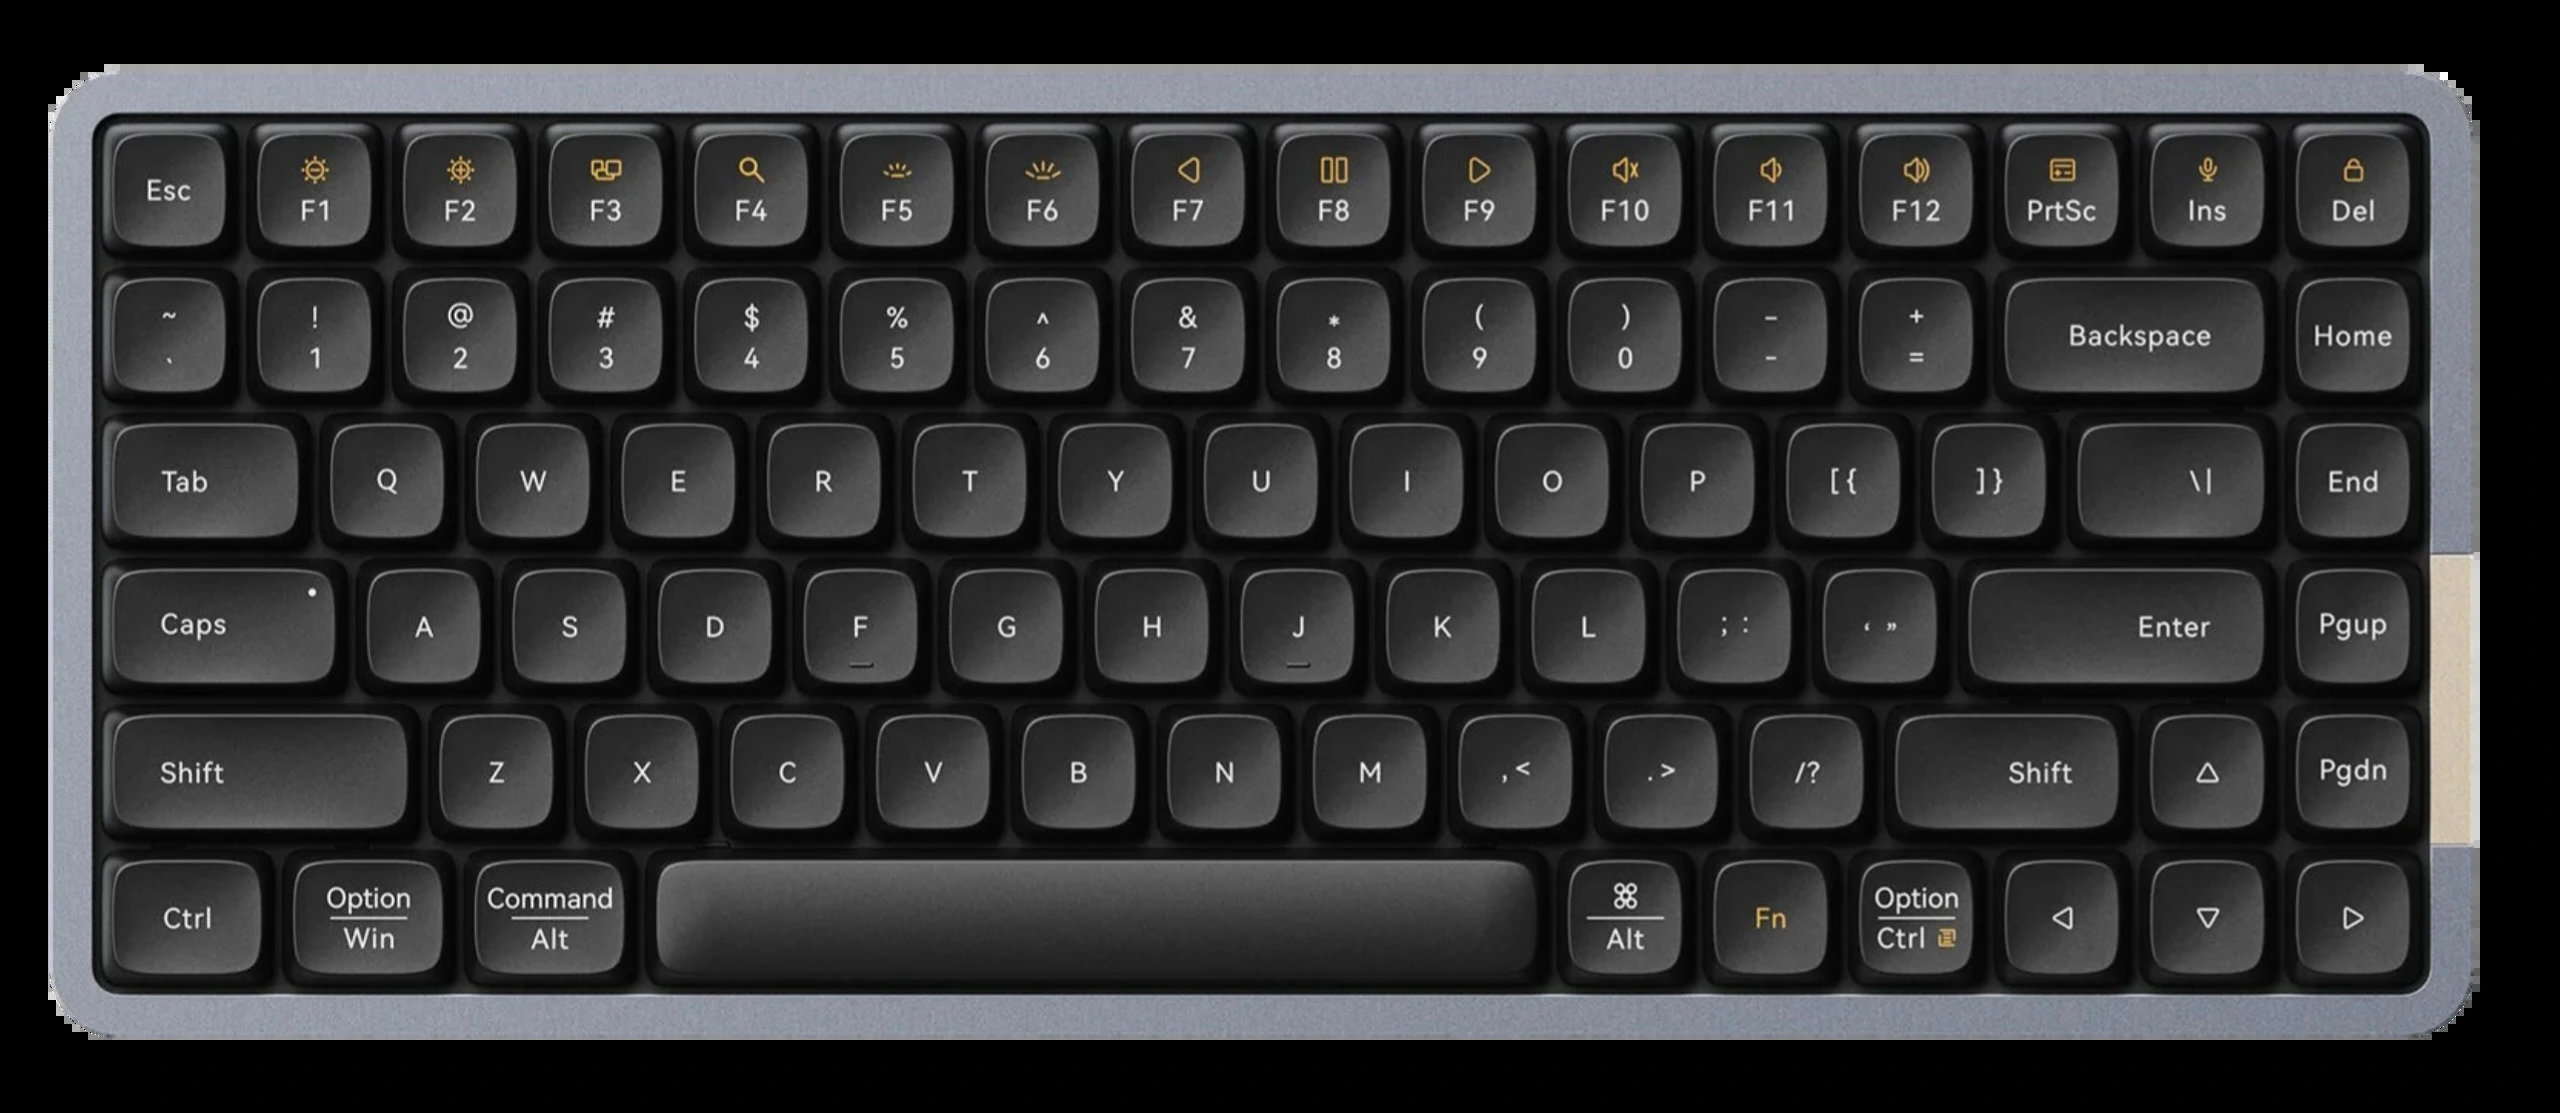 Esc F1 F2 F3 F4 F5 F6 F7 F8 F9 F10 F11 F12 PrtSc Ins Del
~ ! @ # $ % ^ & * ( ) – +
` 1 2 3 4 5 6 7 8 9 0 - = Backspace Home
Tab Q W E R T Y U I O P [{ ]} \| End
Caps A S D F G H J K L ; : ‘ ” Enter Pgup
Shift Z X C V B N M ,< .> /? Shift △ Pgdn
Ctrl Option Command ⌘ Fn Option ◁ ▽ ▷
Win Alt Alt Ctrl